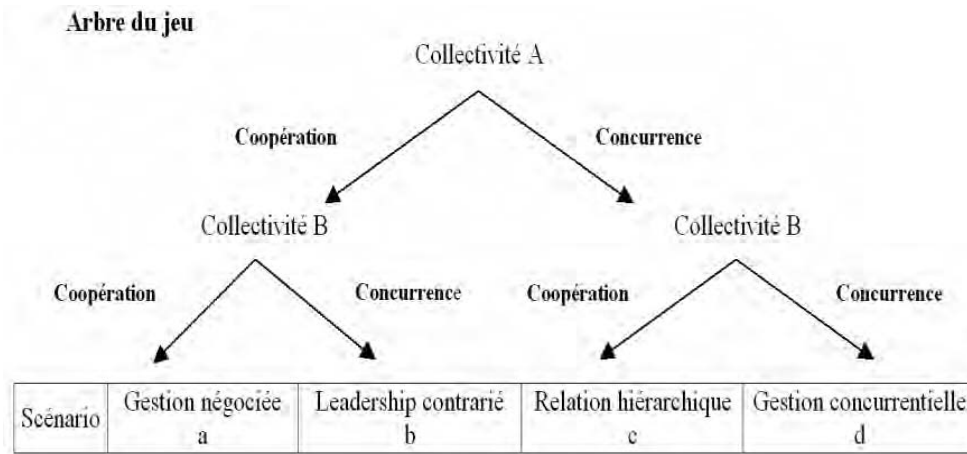 Arbre du jeu
Collectivité A
Coopération Concurrence
Collectivité B Collectivité B
Coopération Concurrence Coopération Concurrence
Scénario Gestion négociée Leadership contrarié Relation hiérarchique Gestion concurrentielle
a b c d